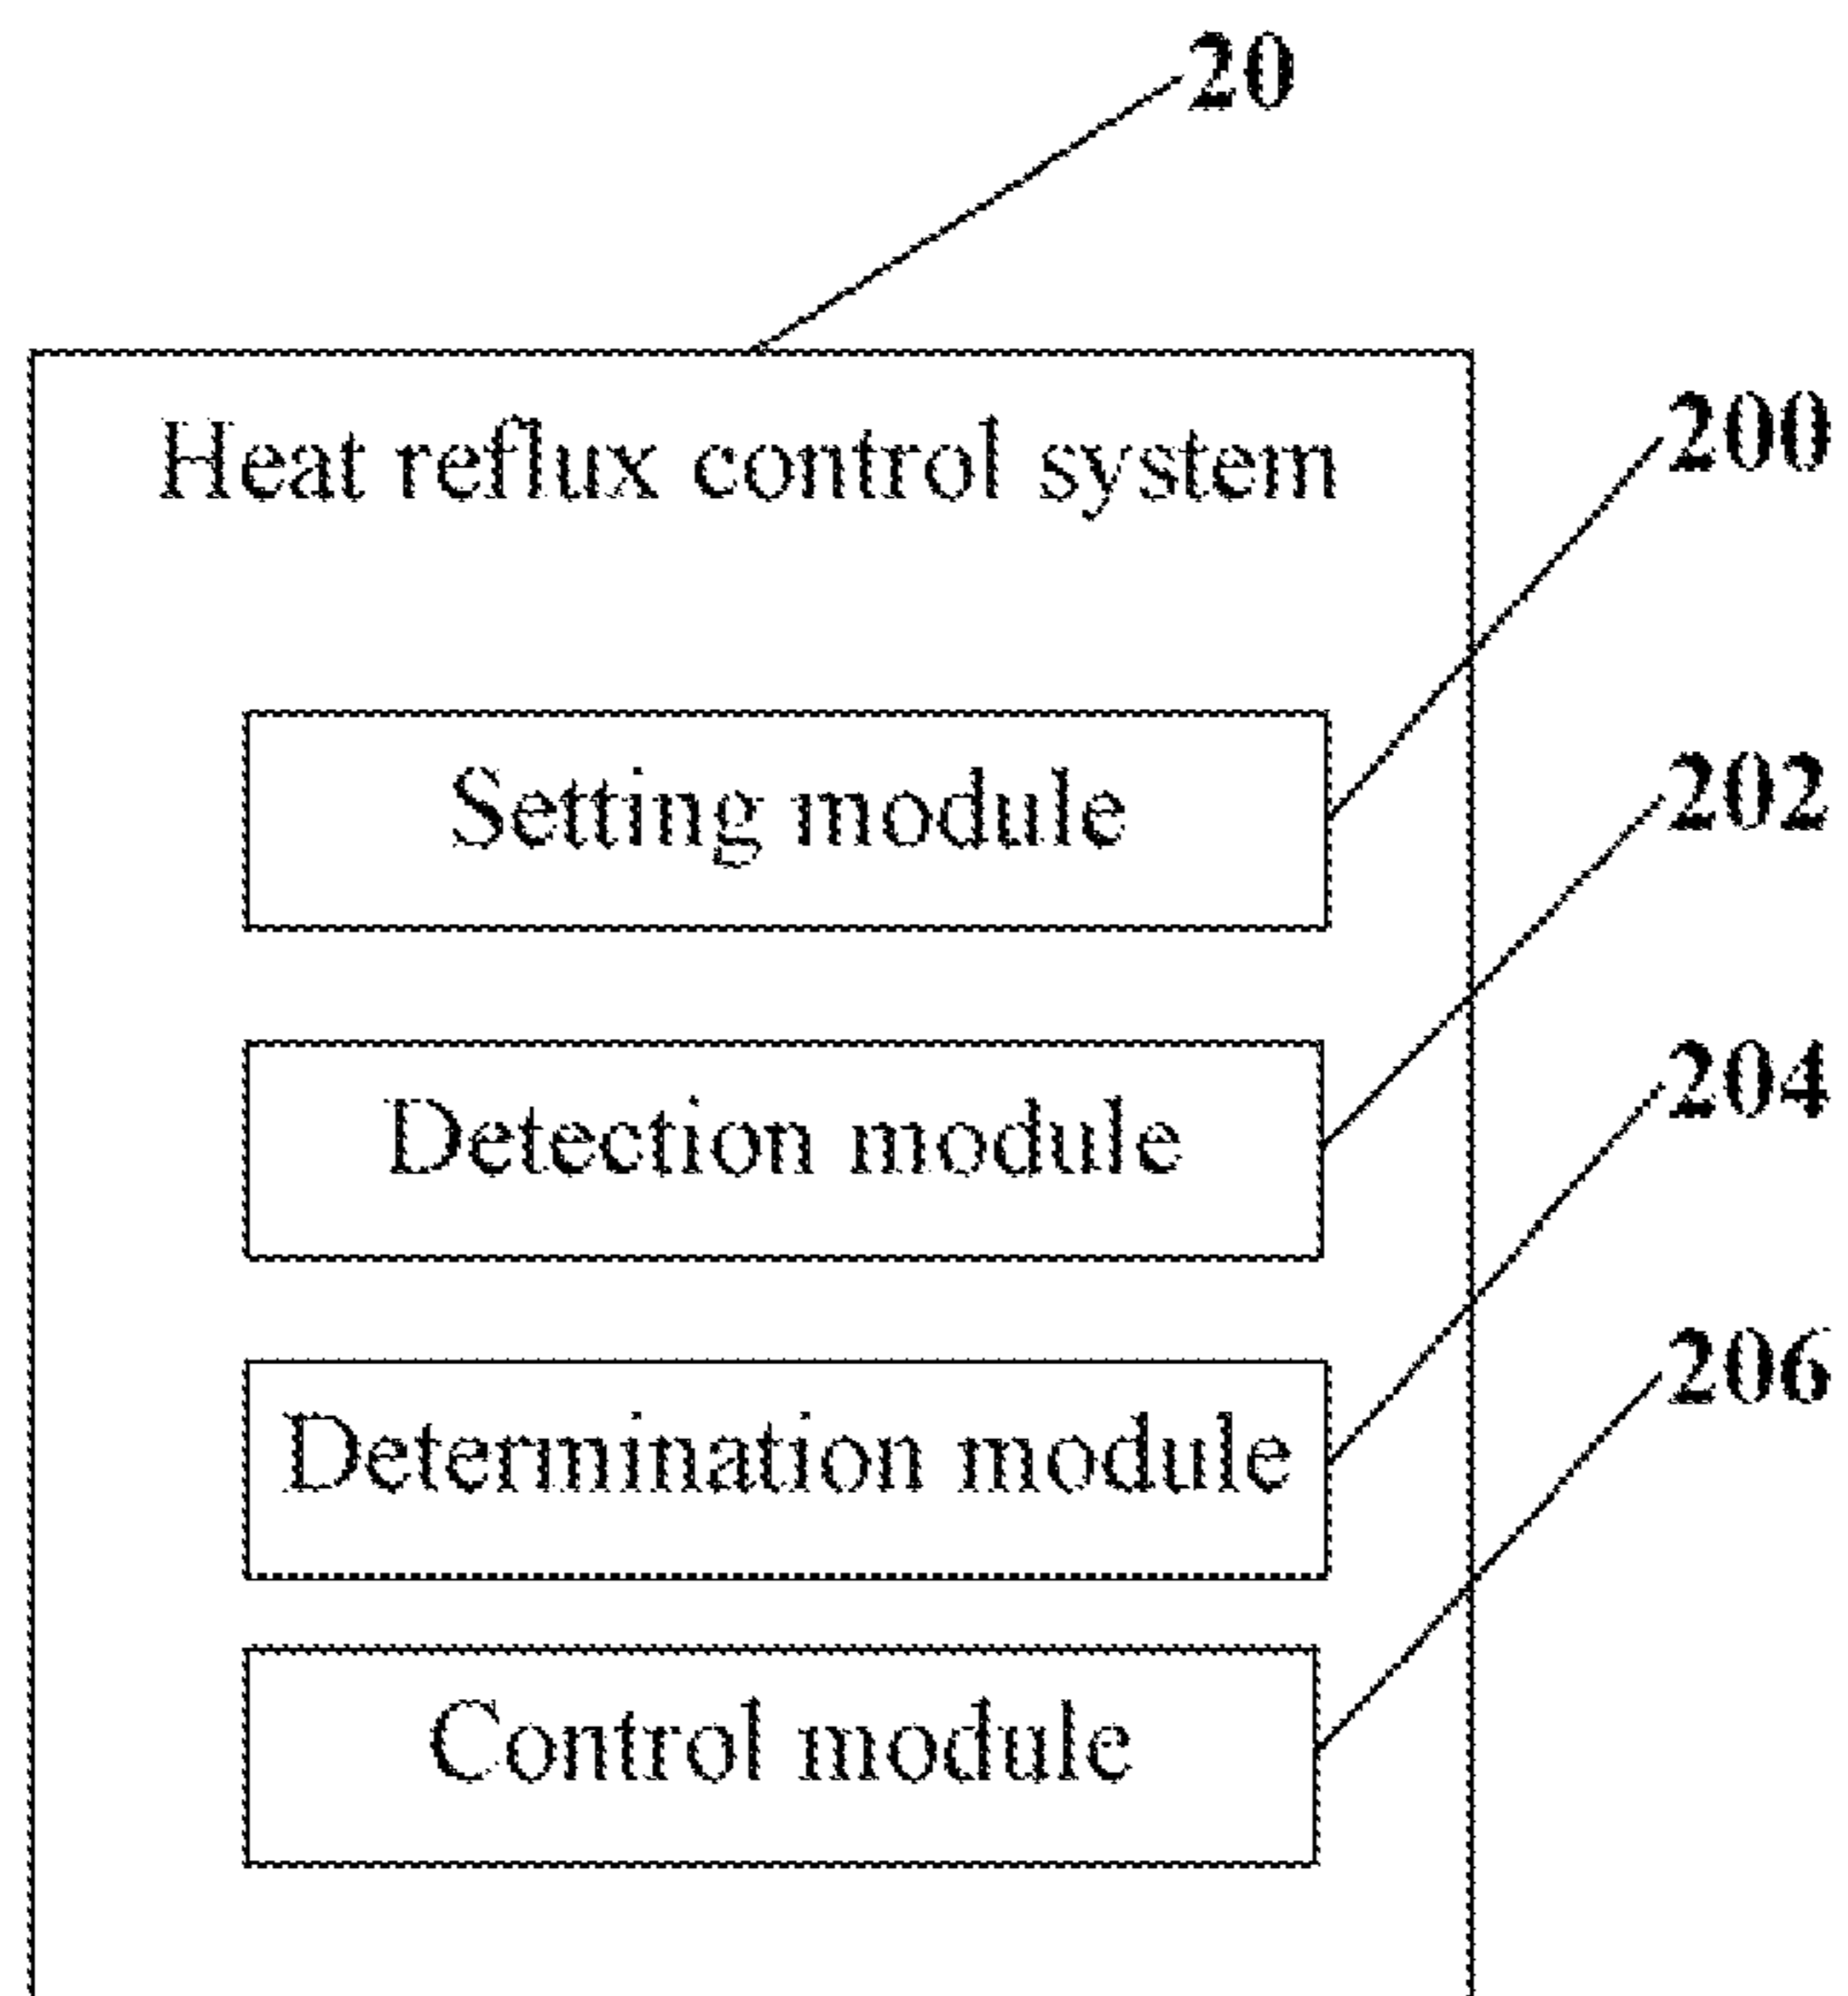 20
Heat reflux control system
200
Setting module
202
Detection module
204
Determination module
206
Control module